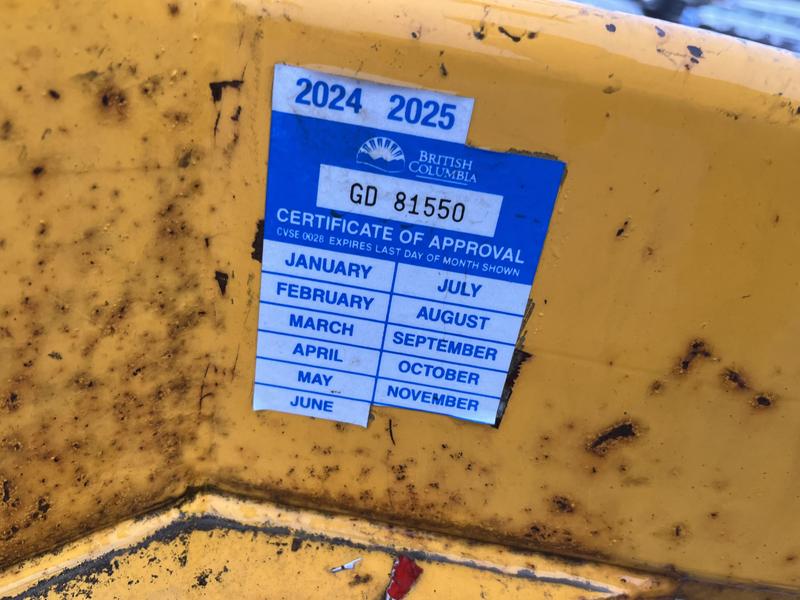 2024 2025
BRITISH
COLUMBIA
GD 81550
CERTIFICATE OF APPROVAL
CVSE 0028 EXPIRES LAST DAY OF MONTH SHOWN
JANUARY JULY
FEBRUARY AUGUST
MARCH SEPTEMBER
APRIL OCTOBER
MAY NOVEMBER
JUNE